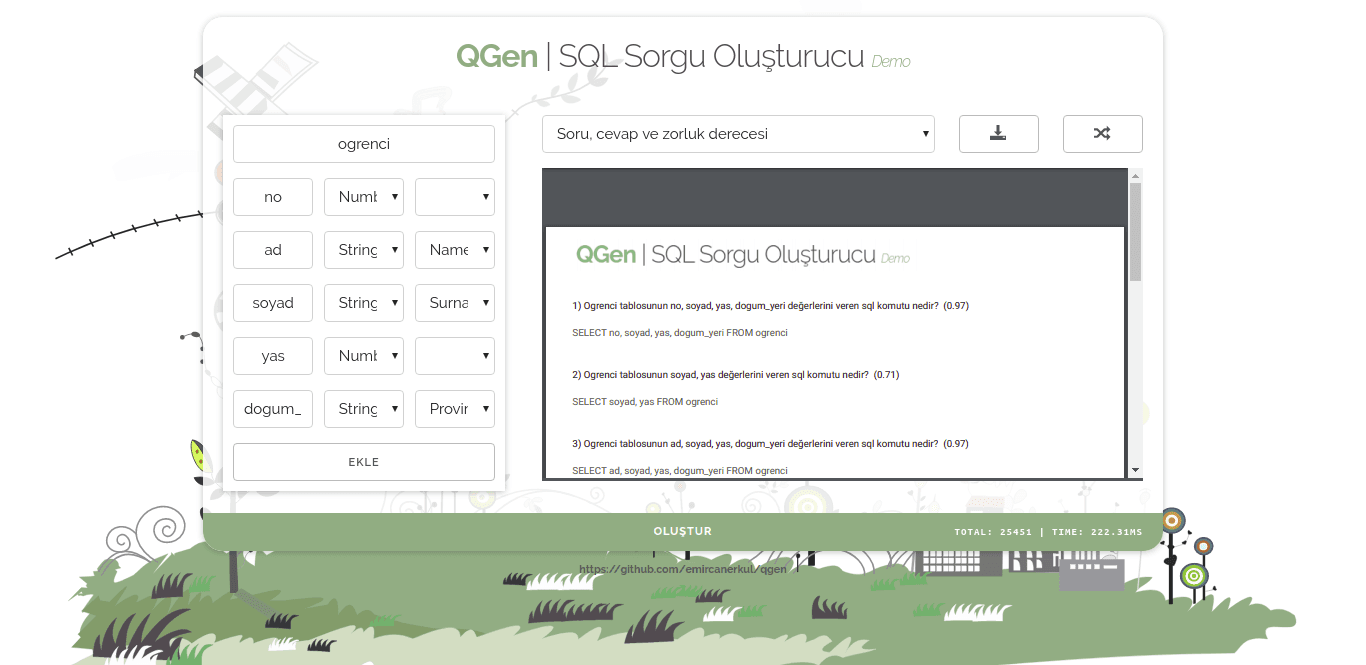 QGen | SQL Sorgu Oluşturucu Demo
ogrenci
no Numb
ad String Name
soyad String Surna
yas Numb
dogum_ String Provin
EKLE
Soru, cevap ve zorluk derecesi
QGen | SQL Sorgu Oluşturucu Demo
1) Ogrenci tablosunun no, soyad, yas, dogum_yeri değerlerini veren sql komutu nedir? (0.97)
SELECT no, soyad, yas, dogum_yeri FROM ogrenci
2) Ogrenci tablosunun soyad, yas değerlerini veren sql komutu nedir? (0.71)
SELECT soyad, yas FROM ogrenci
3) Ogrenci tablosunun ad, soyad, yas, dogum_yeri değerlerini veren sql komutu nedir? (0.97)
SELECT ad, soyad, yas, dogum_yeri FROM ogrenci
OLUŞTUR
TOTAL: 25451 | TIME: 222.31MS
https://github.com/emircanerkul/qgen